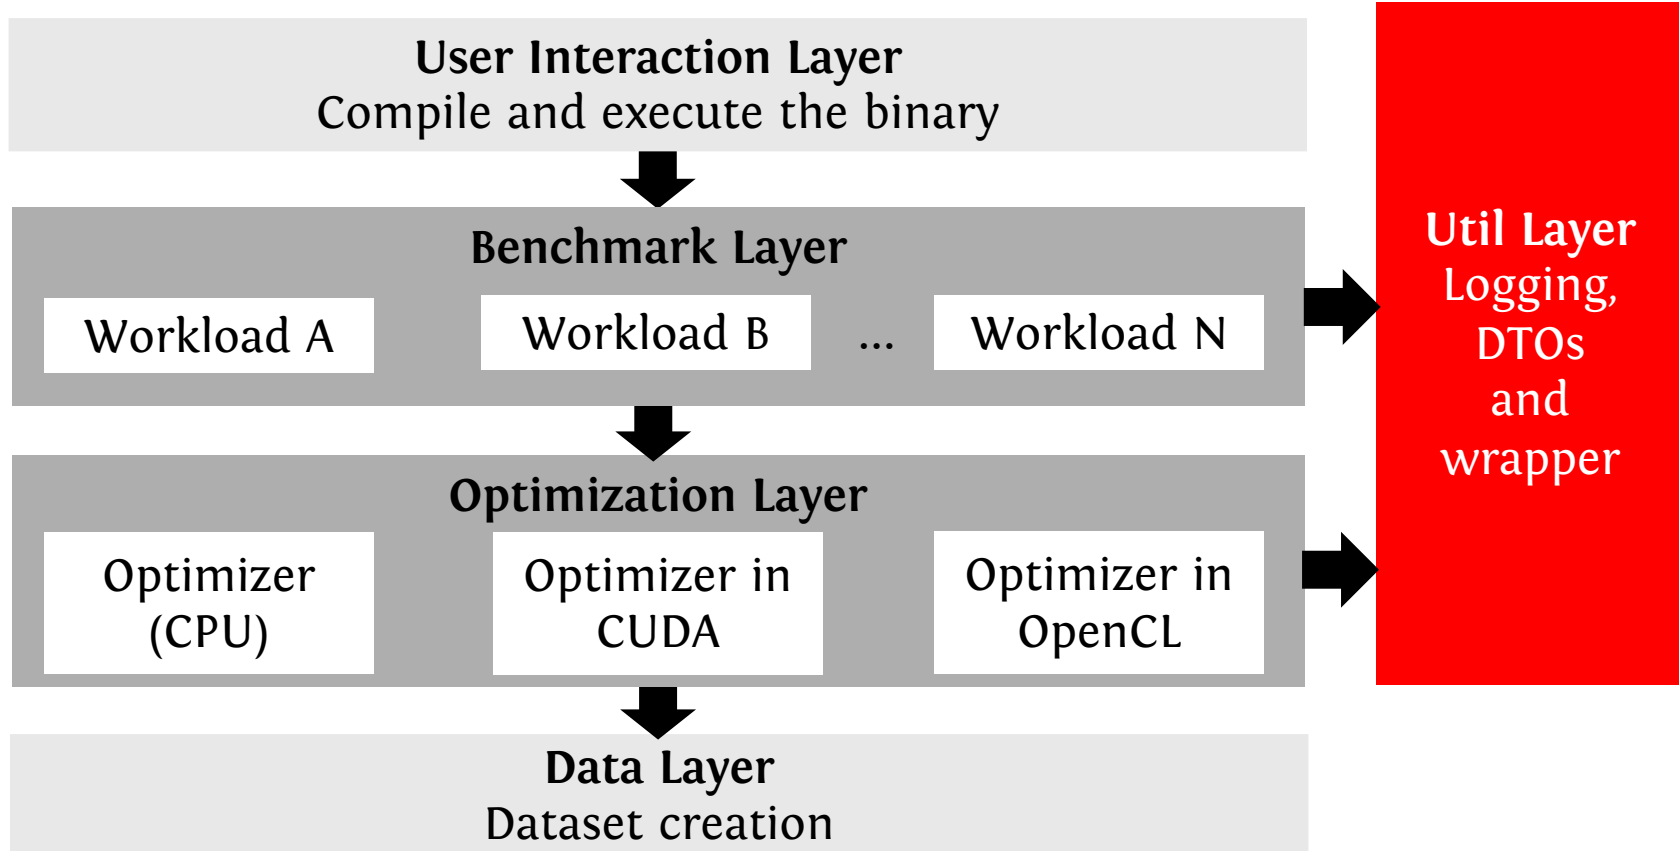 User Interaction Layer
Compile and execute the binary
Benchmark Layer
Workload A
Workload B
...
Workload N
Optimization Layer
Optimizer
(CPU)
Optimizer in
CUDA
Optimizer in
OpenCL
Data Layer
Dataset creation
Util Layer
Logging,
DTOs
and
wrapper